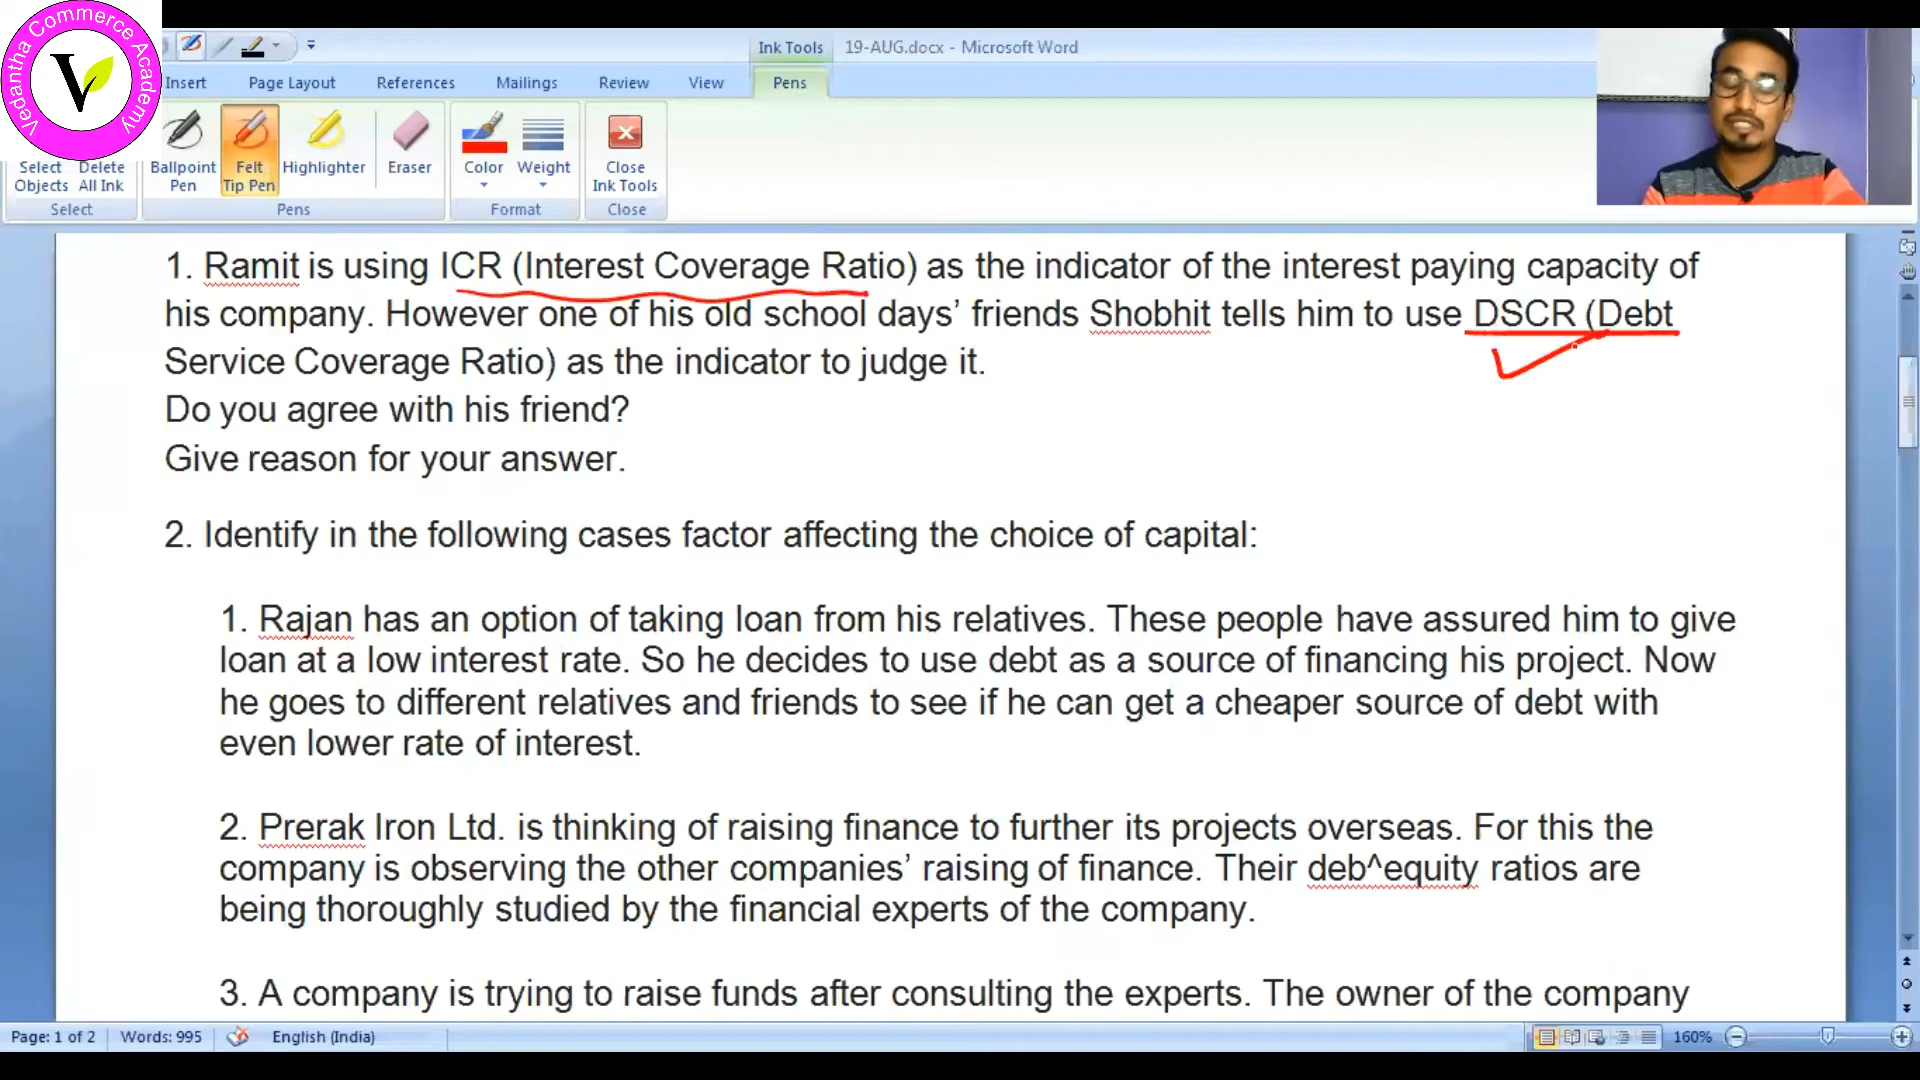 Vedantha Commerce Academy
V
Ink Tools
19-AUG.docx - Microsoft Word
Insert
Page Layout
References
Mailings
Review
View
Pens
Select Objects
Delete All Ink
Ballpoint Pen
Felt Tip Pen
Highlighter
Eraser
Color
Weight
Close Ink Tools
Select
Pens
Format
Close
1. Ramit is using ICR (Interest Coverage Ratio) as the indicator of the interest paying capacity of
his company. However one of his old school days’ friends Shobhit tells him to use DSCR (Debt
Service Coverage Ratio) as the indicator to judge it.
Do you agree with his friend?
Give reason for your answer.
2. Identify in the following cases factor affecting the choice of capital:
1. Rajan has an option of taking loan from his relatives. These people have assured him to give
loan at a low interest rate. So he decides to use debt as a source of financing his project. Now
he goes to different relatives and friends to see if he can get a cheaper source of debt with
even lower rate of interest.
2. Prerak Iron Ltd. is thinking of raising finance to further its projects overseas. For this the
company is observing the other companies’ raising of finance. Their deb^equity ratios are
being thoroughly studied by the financial experts of the company.
3. A company is trying to raise funds after consulting the experts. The owner of the company
Page: 1 of 2
Words: 995
English (India)
160%